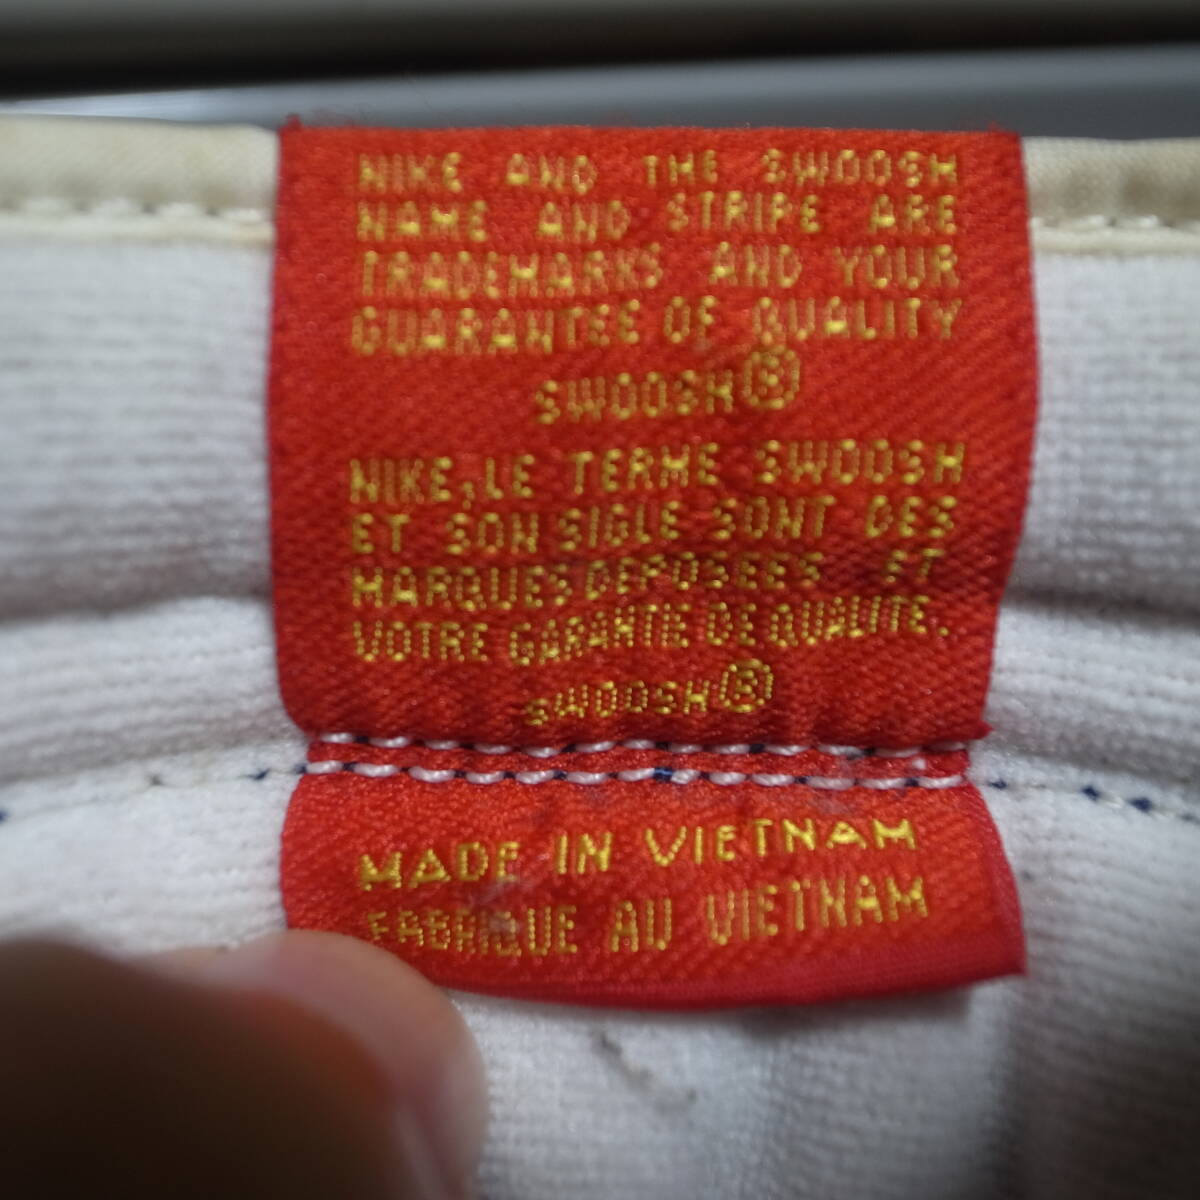 NIKE AND THE SWOOSH
NAME AND STRIPE ARE
TRADEMARKS AND YOUR
GUARANTEE OF QUALITY
SWOOSH®
NIKE, LE TERME SWOOSH
ET SON SIGLE SONT DES
MARQUES DEPOSEES ET
VOTRE GARANTIE DE QUALITE.
SWOOSH®
MADE IN VIETNAM
FABRIQUE AU VIETNAM